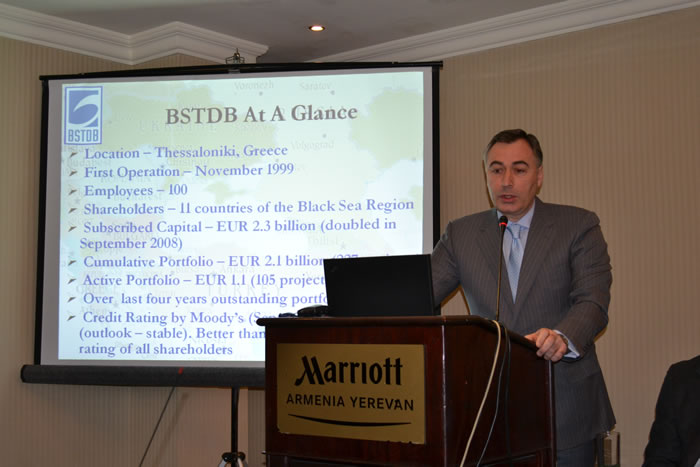 BSTDB
BSTDB At A Glance
Location – Thessaloniki, Greece
First Operation – November 1999
Employees – 100
Shareholders – 11 countries of the Black Sea Region
Subscribed Capital – EUR 2.3 billion (doubled in
September 2008)
Cumulative Portfolio – EUR 2.1 billion
Active Portfolio – EUR 1.1 (105 project
Over, last four years outstanding
Credit Rating by Moody's
(outlook – stable). Better than
rating of all shareholders
Marriott
ARMENIA YEREVAN